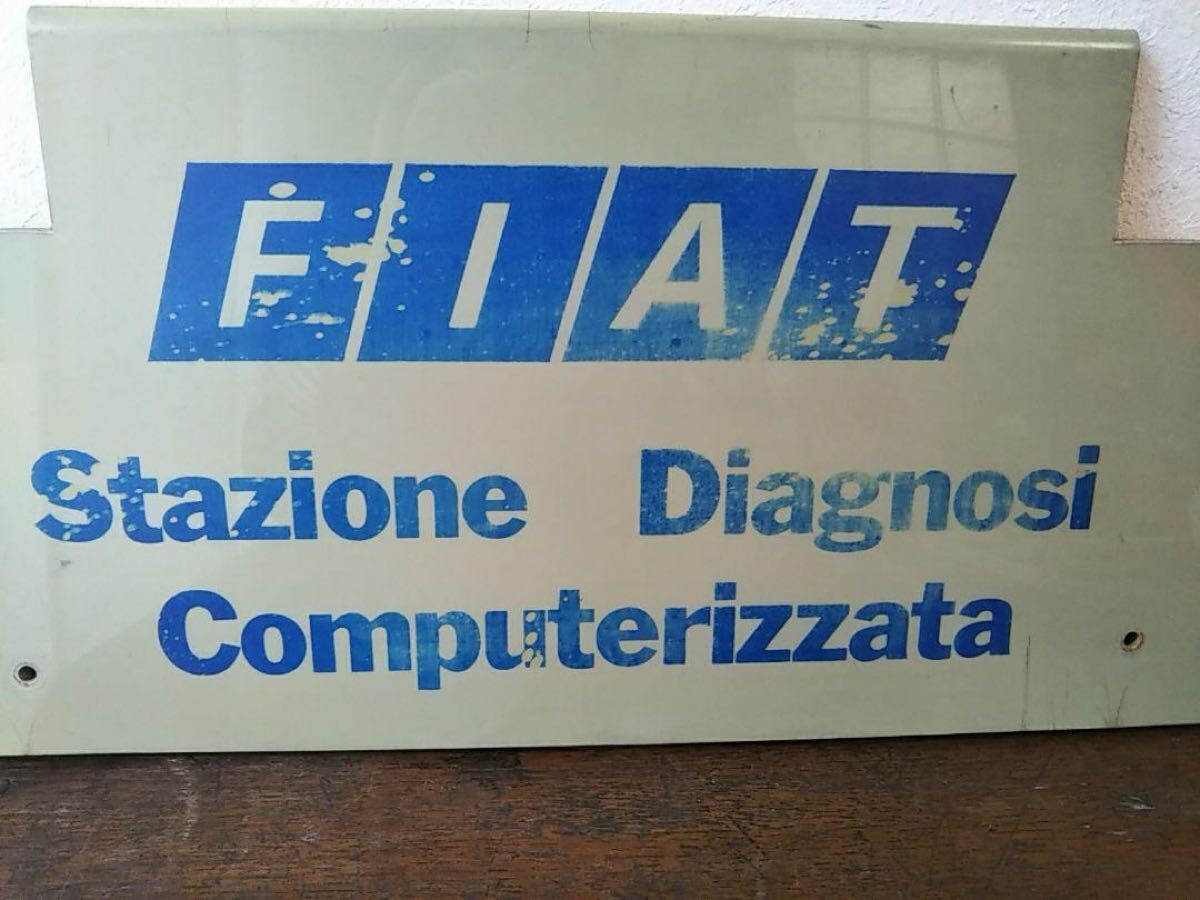 FIAT
Stazione Diagnosi
Computerizzata